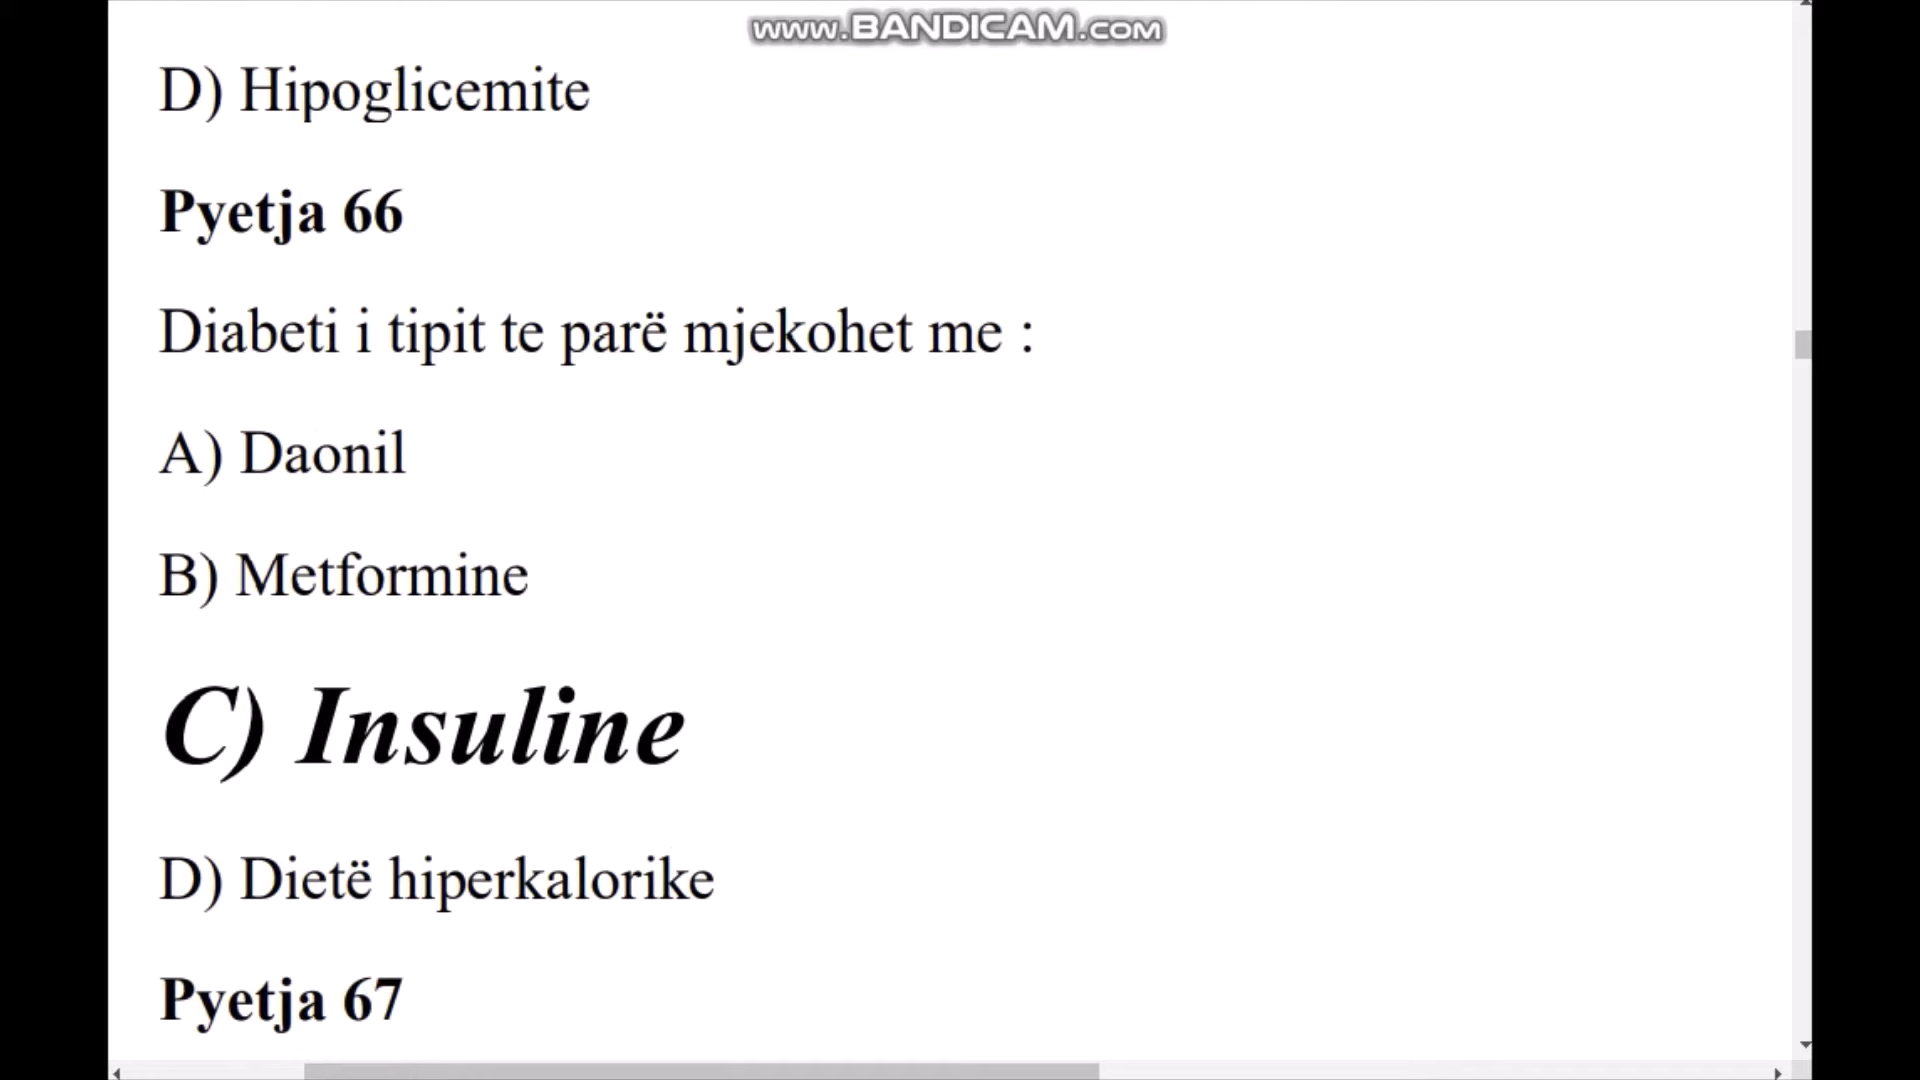 www.BANDICAM.com
D) Hipoglicemite
Pyetja 66
Diabeti i tipit te parë mjekohet me :
A) Daonil
B) Metformine
C) Insuline
D) Dietë hiperkalorike
Pyetja 67